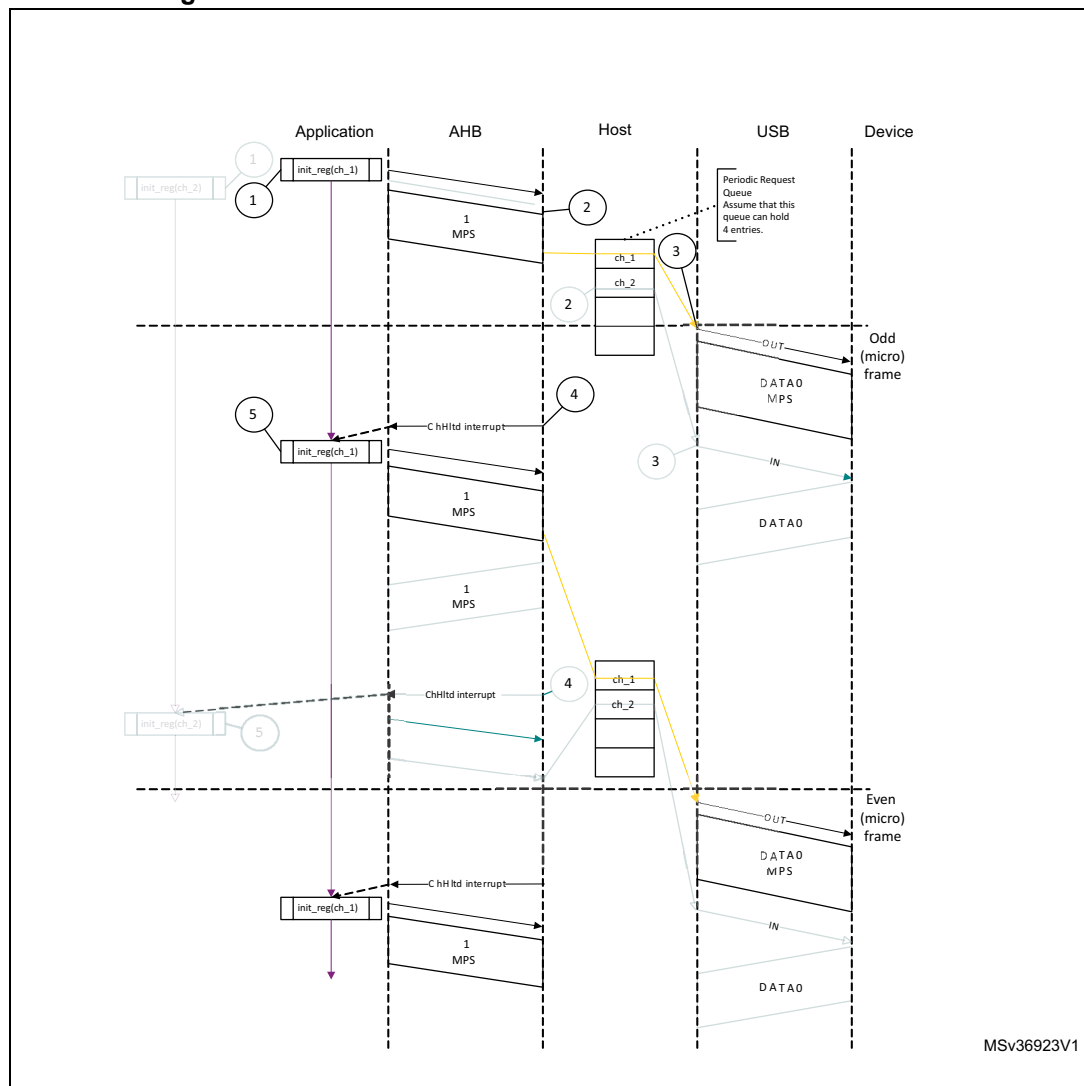 Application AHB Host USB Device
1
init_reg(ch_2)
init_reg(ch_1)
1
2
1
MPS
Periodic Request
Queue
Assume that this
queue can hold
4 entries.
3
ch_1
ch_2
2
OUT
Odd
(micro)
frame
DATA0
MPS
5
4
ChHltd interrupt
init_reg(ch_1)
3
IN
1
MPS
DATA0
1
MPS
4
ChHltd interrupt
ch_1
ch_2
init_reg(ch_2)
5
OUT
Even
(micro)
frame
DATA0
MPS
ChHltd interrupt
init_reg(ch_1)
IN
1
MPS
DATA0
MSv36923V1